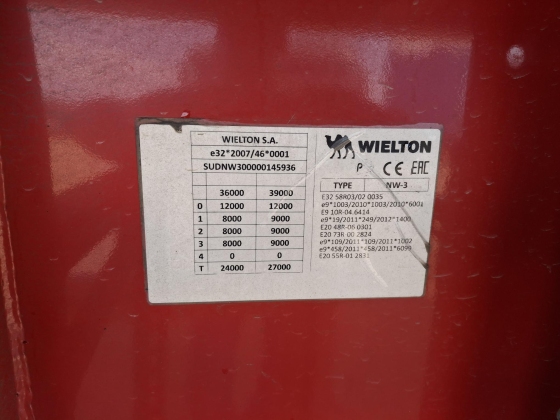 WIELTON S.A.
e32*2007/46*0001
SUDNW300000145936
36000 39000
0 12000 12000
1 8000 9000
2 8000 9000
3 8000 9000
4 0 0
T 24000 27000
WIELTON
P CE EAC
TYPE NW-3
E32 58R03/02 0035
e9*1003/2010*1003/2010*6001
E9 10R-04 6414
e9*19/2011*249/2012*1400
E20 48R-06 0301
E20 73R 00 2824
e9*109/2011*109/2011*1002
e9*458/2011*458/2011*6099
E20 55R-01 2833